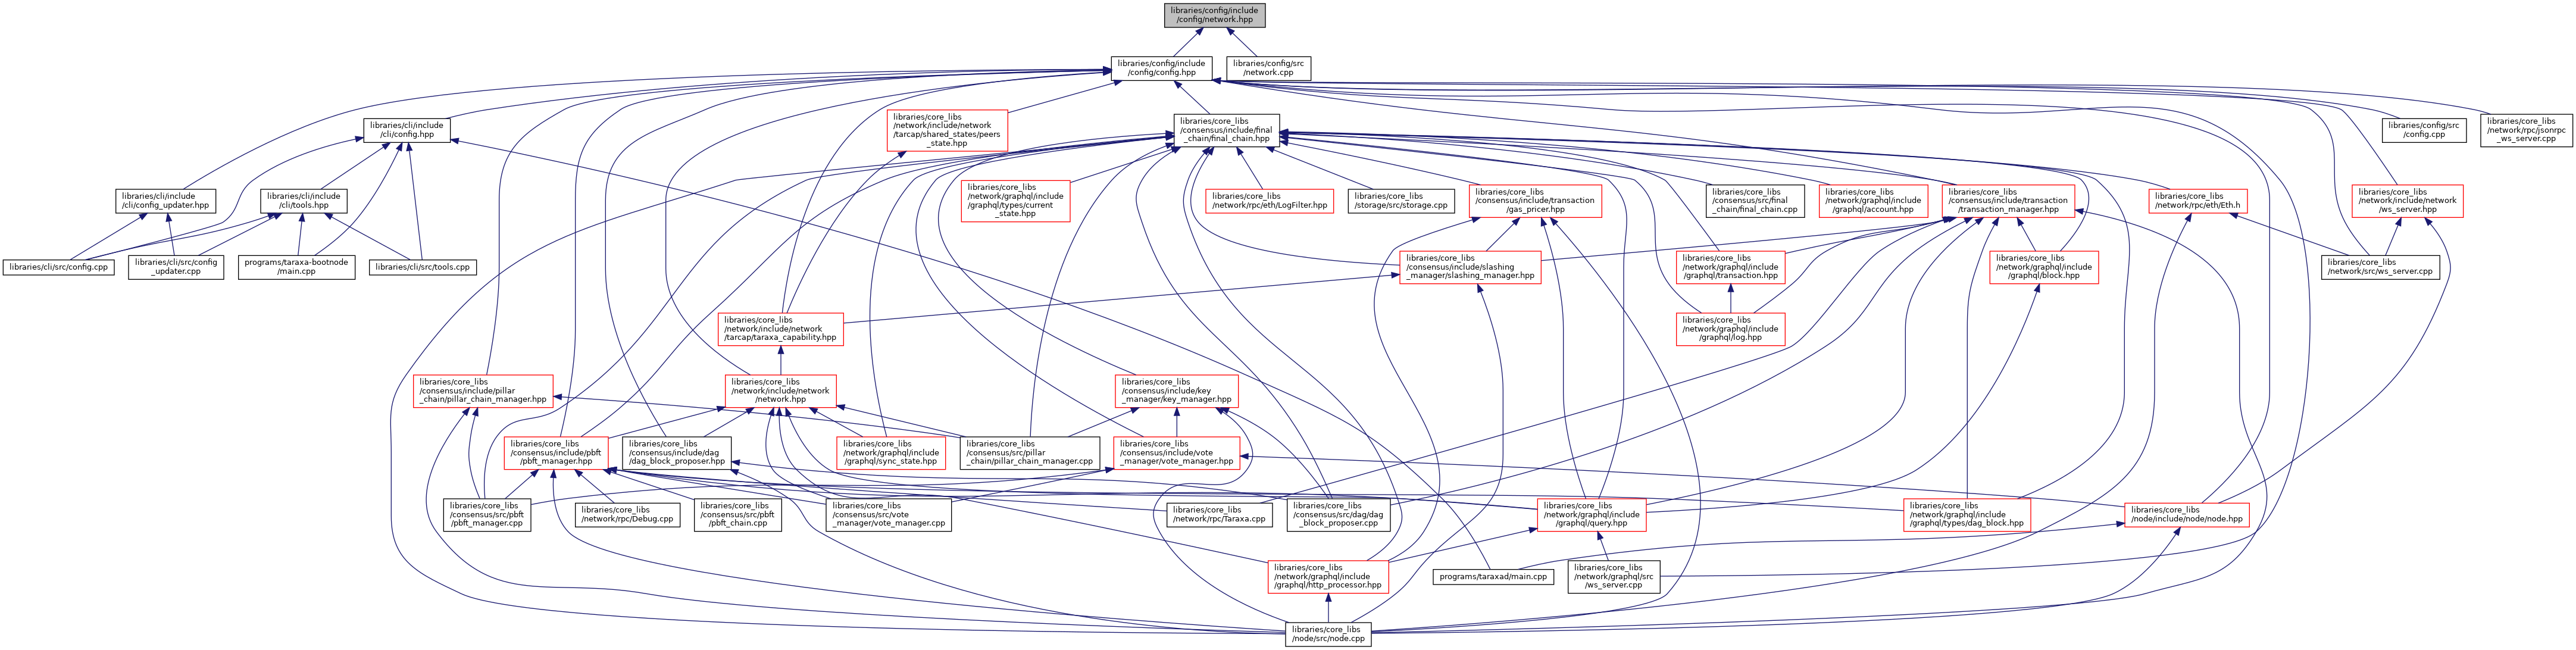 libraries/config/include
/config/network.hpp
libraries/config/include
/config/config.hpp
libraries/config/src
/network.cpp
libraries/core_libs
/network/include/network
/tarcap/shared_states/peers
_state.hpp
libraries/cli/include
/cli/config.hpp
libraries/core_libs
/consensus/include/final
_chain/final_chain.hpp
libraries/config/src
/config.cpp
libraries/core_libs
/network/rpc/jsonrpc
_ws_server.cpp
libraries/cli/include
/cli/config_updater.hpp
libraries/cli/include
/cli/tools.hpp
libraries/core_libs
/network/graphql/include
/graphql/types/current
_state.hpp
libraries/core_libs
/network/rpc/eth/LogFilter.hpp
libraries/core_libs
/storage/src/storage.cpp
libraries/core_libs
/consensus/include/transaction
/gas_pricer.hpp
libraries/core_libs
/consensus/src/final
_chain/final_chain.cpp
libraries/core_libs
/network/graphql/include
/graphql/account.hpp
libraries/core_libs
/consensus/include/transaction
/transaction_manager.hpp
libraries/core_libs
/network/rpc/eth/Eth.h
libraries/core_libs
/network/include/network
/ws_server.hpp
libraries/cli/src/config.cpp
libraries/cli/src/config
_updater.cpp
programs/taraxa-bootnode
/main.cpp
libraries/cli/src/tools.cpp
libraries/core_libs
/consensus/include/slashing
_manager/slashing_manager.hpp
libraries/core_libs
/network/graphql/include
/graphql/transaction.hpp
libraries/core_libs
/network/graphql/include
/graphql/block.hpp
libraries/core_libs
/network/src/ws_server.cpp
libraries/core_libs
/network/include/network
/tarcap/taraxa_capability.hpp
libraries/core_libs
/network/graphql/include
/graphql/log.hpp
libraries/core_libs
/consensus/include/pillar
_chain/pillar_chain_manager.hpp
libraries/core_libs
/network/include/network
/network.hpp
libraries/core_libs
/consensus/include/key
_manager/key_manager.hpp
libraries/core_libs
/consensus/include/pbft
/pbft_manager.hpp
libraries/core_libs
/consensus/include/dag
/dag_block_proposer.hpp
libraries/core_libs
/network/graphql/include
/graphql/sync_state.hpp
libraries/core_libs
/consensus/src/pillar
_chain/pillar_chain_manager.cpp
libraries/core_libs
/consensus/include/vote
_manager/vote_manager.hpp
libraries/core_libs
/consensus/src/pbft
/pbft_manager.cpp
libraries/core_libs
/network/rpc/Debug.cpp
libraries/core_libs
/consensus/src/pbft
/pbft_chain.cpp
libraries/core_libs
/consensus/src/vote
_manager/vote_manager.cpp
libraries/core_libs
/network/rpc/Taraxa.cpp
libraries/core_libs
/consensus/src/dag/dag
_block_proposer.cpp
libraries/core_libs
/network/graphql/include
/graphql/query.hpp
libraries/core_libs
/network/graphql/include
/graphql/types/dag_block.hpp
libraries/core_libs
/node/include/node/node.hpp
libraries/core_libs
/network/graphql/include
/graphql/http_processor.hpp
programs/taraxad/main.cpp
libraries/core_libs
/network/graphql/src
/ws_server.cpp
libraries/core_libs
/node/src/node.cpp